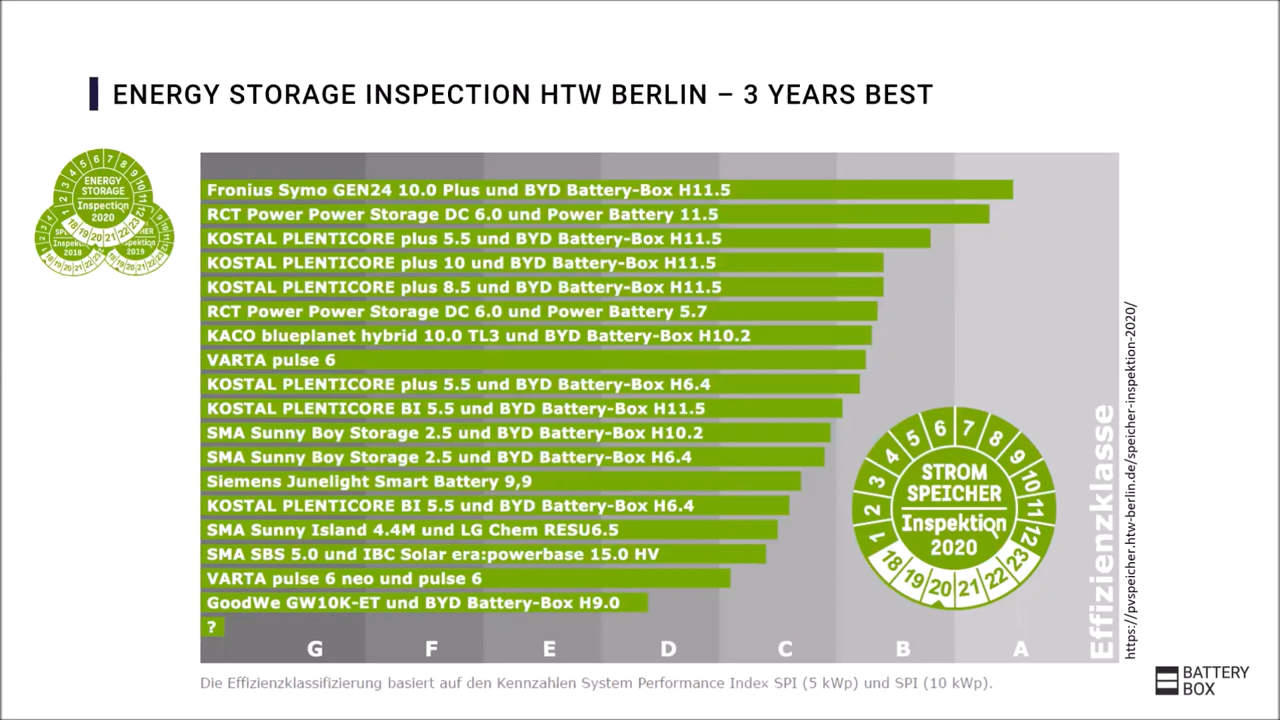 ENERGY STORAGE INSPECTION HTW BERLIN – 3 YEARS BEST
ENERGY
STORAGE
Inspection
2020
Fronius Symo GEN24 10.0 Plus und BYD Battery-Box H11.5
RCT Power Power Storage DC 6.0 und Power Battery 11.5
KOSTAL PLENTICORE plus 5.5 und BYD Battery-Box H11.5
KOSTAL PLENTICORE plus 10 und BYD Battery-Box H11.5
KOSTAL PLENTICORE plus 8.5 und BYD Battery-Box H11.5
RCT Power Power Storage DC 6.0 und Power Battery 5.7
KACO blueplanet hybrid 10.0 TL3 und BYD Battery-Box H10.2
VARTA pulse 6
KOSTAL PLENTICORE plus 5.5 und BYD Battery-Box H6.4
KOSTAL PLENTICORE BI 5.5 und BYD Battery-Box H11.5
SMA Sunny Boy Storage 2.5 und BYD Battery-Box H10.2
SMA Sunny Boy Storage 2.5 und BYD Battery-Box H6.4
Siemens Junelight Smart Battery 9,9
KOSTAL PLENTICORE BI 5.5 und BYD Battery-Box H6.4
SMA Sunny Island 4.4M und LG Chem RESU6.5
SMA SBS 5.0 und IBC Solar era:powerbase 15.0 HV
VARTA pulse 6 neo und pulse 6
GoodWe GW10K-ET und BYD Battery-Box H9.0
?
G F E D C B A
Effizienzklasse
1 2 3 4 5 6 7 8 9 10 11 12
STROM
SPEICHER
Inspektion
2020
18 19 20 21 22 23
https://pvspeicher.htw-berlin.de/speicher-inspektion-2020/
Die Effizienzklassifizierung basiert auf den Kennzahlen System Performance Index SPI (5 kWp) und SPI (10 kWp).
BATTERY
BOX